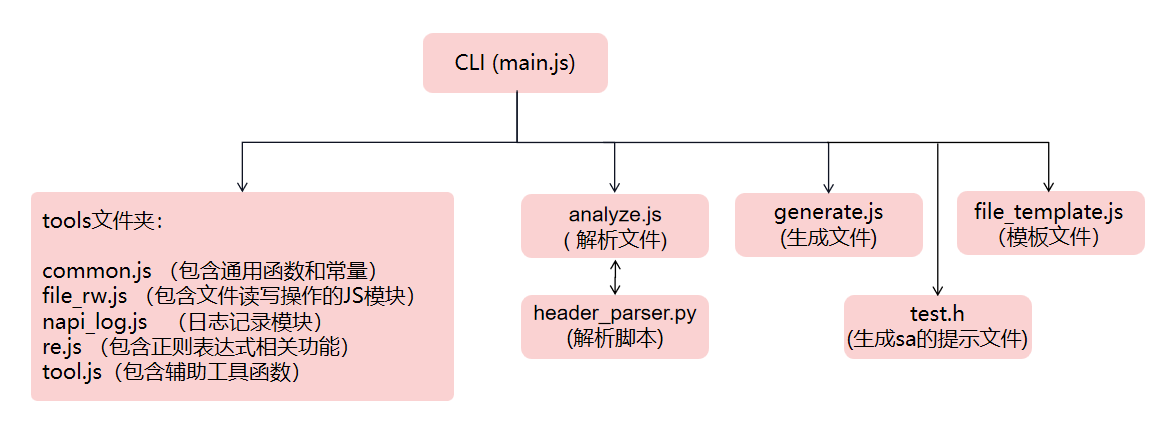 CLI (main.js)
tools文件夹：
common.js （包含通用函数和常量）
file_rw.js （包含文件读写操作的JS模块）
napi_log.js （日志记录模块）
re.js （包含正则表达式相关功能）
tool.js（包含辅助工具函数）
analyze.js
( 解析文件)
header_parser.py
(解析脚本)
generate.js
(生成文件)
test.h
(生成sa的提示文件)
file_template.js
（模板文件）